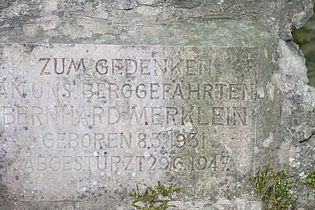 ZUM GEDENKEN
AN UNS. BERGGEFÄHRTEN
BERNHARD MERKLEIN
GEBOREN 8.3.1931
ABGESTÜRZT 29.6.1947